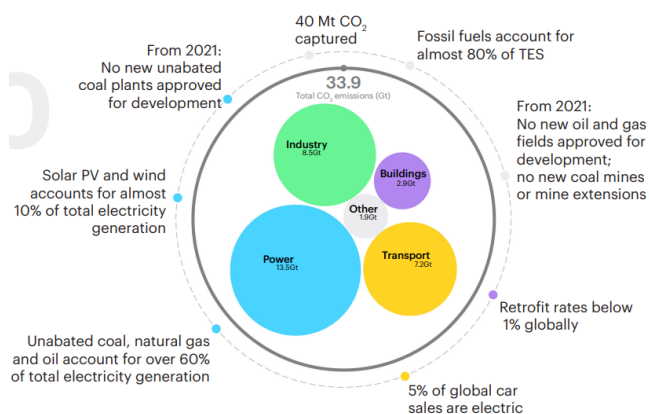 40 Mt CO2
captured
Fossil fuels account for
almost 80% of TES
From 2021:
No new unabated
coal plants approved
for development
33.9
Total CO2 emissions (Gt)
From 2021:
No new oil and gas
fields approved for
development;
no new coal mines
or mine extensions
Industry
8.5Gt
Buildings
2.9Gt
Solar PV and wind
accounts for almost
10% of total electricity
generation
Other
1.9Gt
Power
13.5Gt
Transport
7.2Gt
Retrofit rates below
1% globally
Unabated coal, natural gas
and oil account for over 60%
of total electricity generation
5% of global car
sales are electric